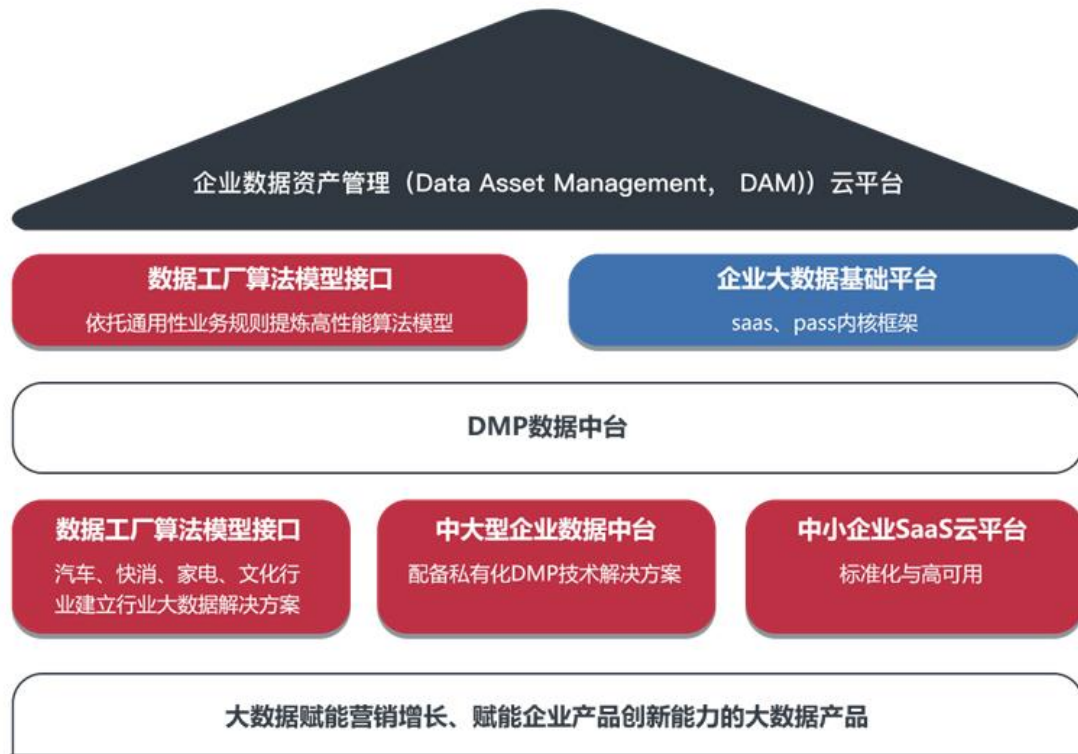 企业数据资产管理（Data Asset Management， DAM)）云平台
数据工厂算法模型接口
依托通用性业务规则提炼高性能算法模型
企业大数据基础平台
saas、pass内核框架
DMP数据中台
数据工厂算法模型接口
汽车、快消、家电、文化行
业建立行业大数据解决方案
中大型企业数据中台
配备私有化DMP技术解决方案
中小企业SaaS云平台
标准化与高可用
大数据赋能营销增长、赋能企业产品创新能力的大数据产品